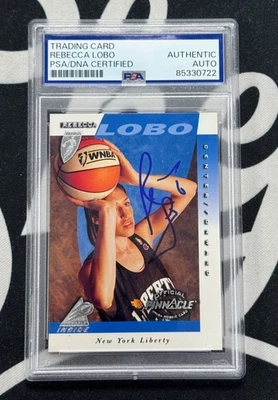 TRADING CARD
REBECCA LOBO
PSA/DNA CERTIFIED
AUTHENTIC
AUTO
85330722
PSA
REBECCA
LOBO
WNBA
OFFICIAL
PINNACLE
INSIDE
New York Liberty